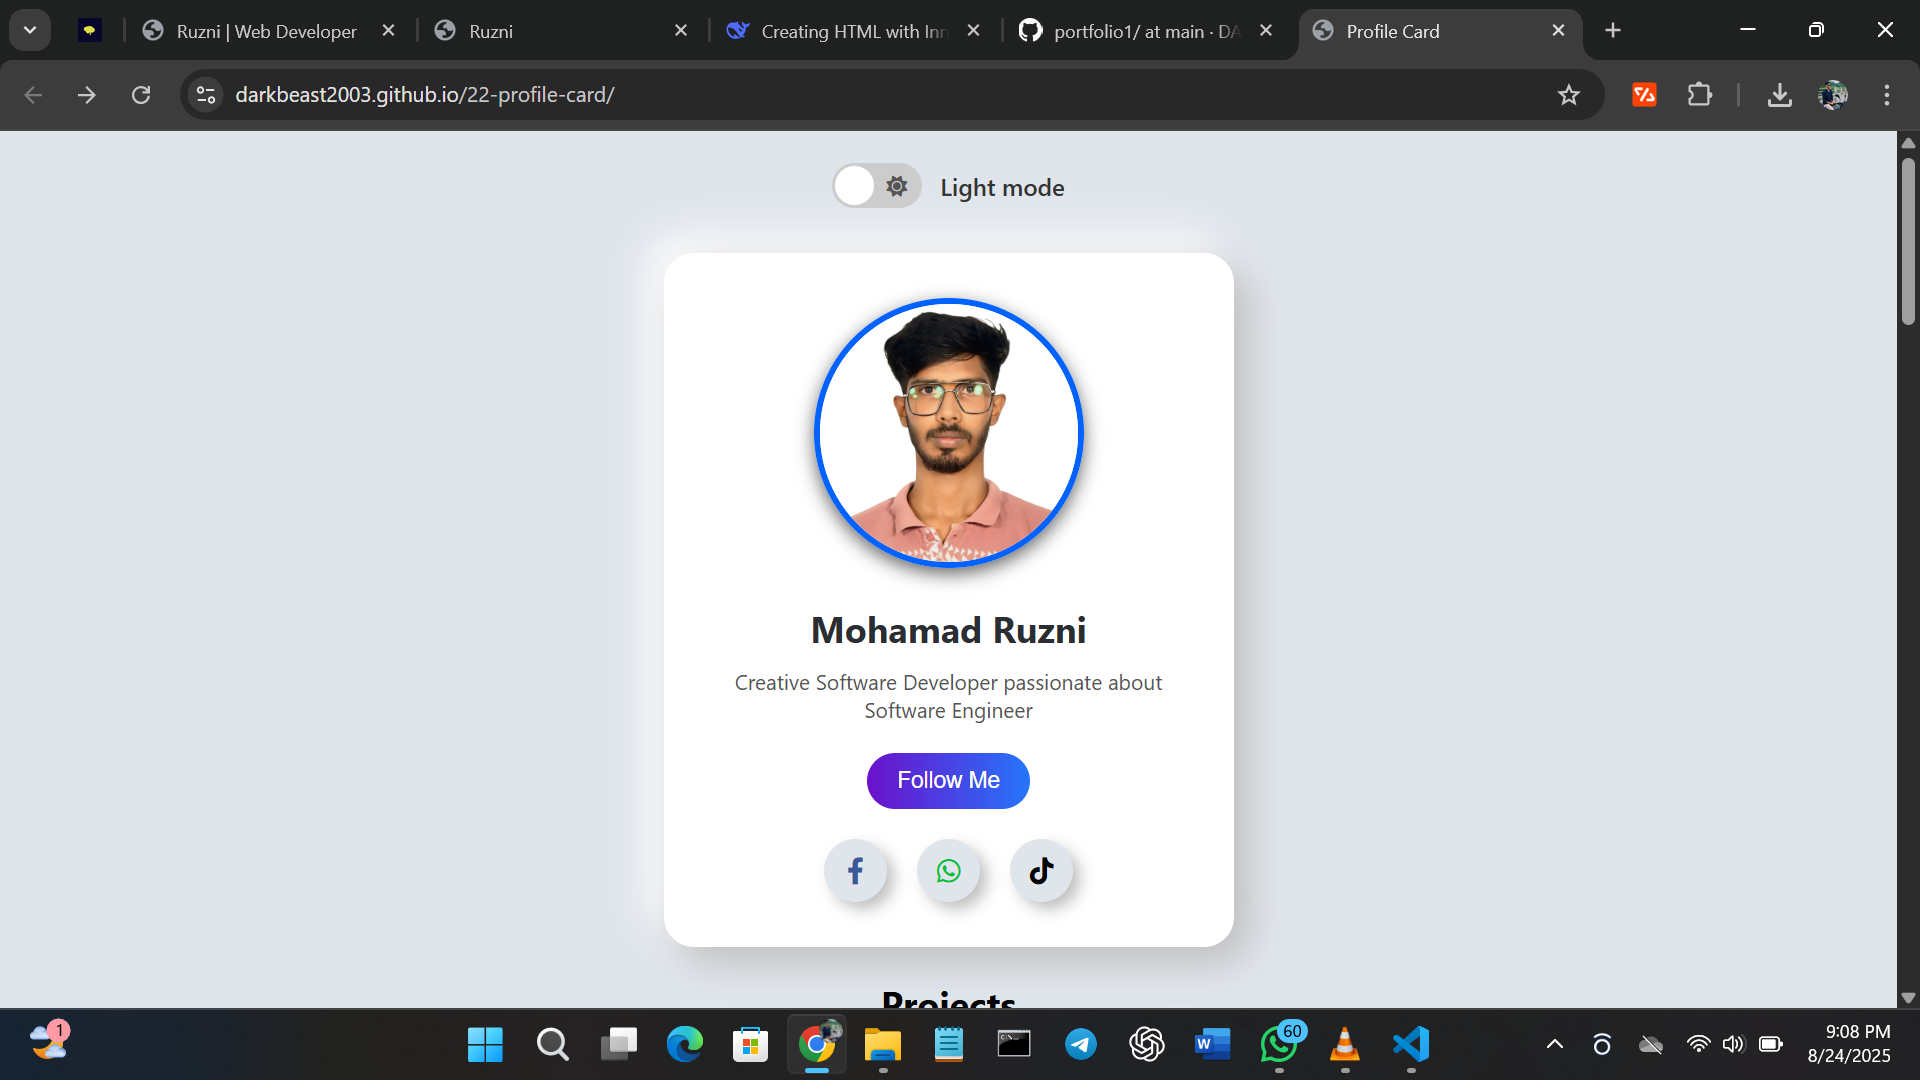 Ruzni | Web Developer
Ruzni
Creating HTML with Inn
portfolio1/ at main · DA
Profile Card
darkbeast2003.github.io/22-profile-card/
Light mode
Mohamad Ruzni
Creative Software Developer passionate about
Software Engineer
Follow Me
Projects
1
W
60
9:08 PM
8/24/2025